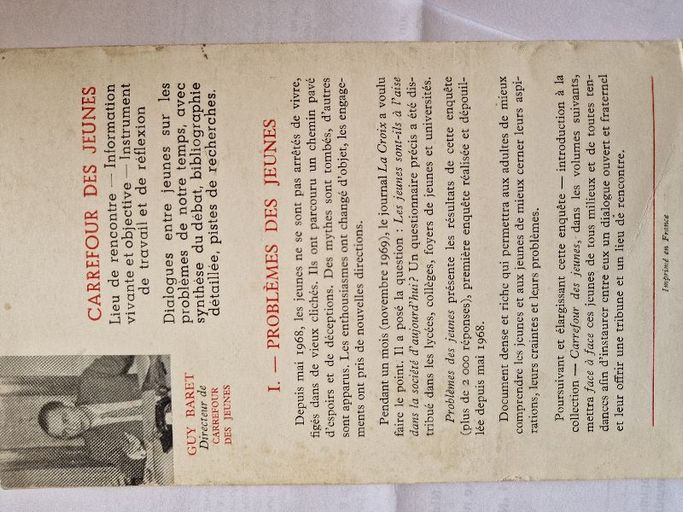 CARREFOUR DES JEUNES
Lieu de rencontre — Information
vivante et objective — Instrument
de travail et de réflexion
Dialogues entre jeunes sur les
problèmes de notre temps, avec
synthèse du débat, bibliographie
détaillée, pistes de recherches.
GUY BARET
Directeur de
CARREFOUR
DES JEUNES
I. — PROBLÈMES DES JEUNES
Depuis mai 1968, les jeunes ne se sont pas arrêtés de vivre,
figés dans de vieux clichés. Ils ont parcouru un chemin pavé
d'espoirs et de déceptions. Des mythes sont tombés, d'autres
sont apparus. Les enthousiasmes ont changé d'objet, les engage-
ments ont pris de nouvelles directions.
Pendant un mois (novembre 1969), le journal La Croix a voulu
faire le point. Il a posé la question : Les jeunes sont-ils à l'aise
dans la société d'aujourd'hui? Un questionnaire précis a été dis-
tribué dans les lycées, collèges, foyers de jeunes et universités.
Problèmes des jeunes présente les résultats de cette enquête
(plus de 2 000 réponses), première enquête réalisée et dépouil-
lée depuis mai 1968.
Document dense et riche qui permettra aux adultes de mieux
comprendre les jeunes et aux jeunes de mieux cerner leurs aspi-
rations, leurs craintes et leurs problèmes.
Poursuivant et élargissant cette enquête — introduction à la
collection — Carrefour des jeunes, dans les volumes suivants,
mettra face à face ces jeunes de tous milieux et de toutes ten-
dances afin d'instaurer entre eux un dialogue ouvert et fraternel
et leur offrir une tribune et un lieu de rencontre.
Imprimé en France